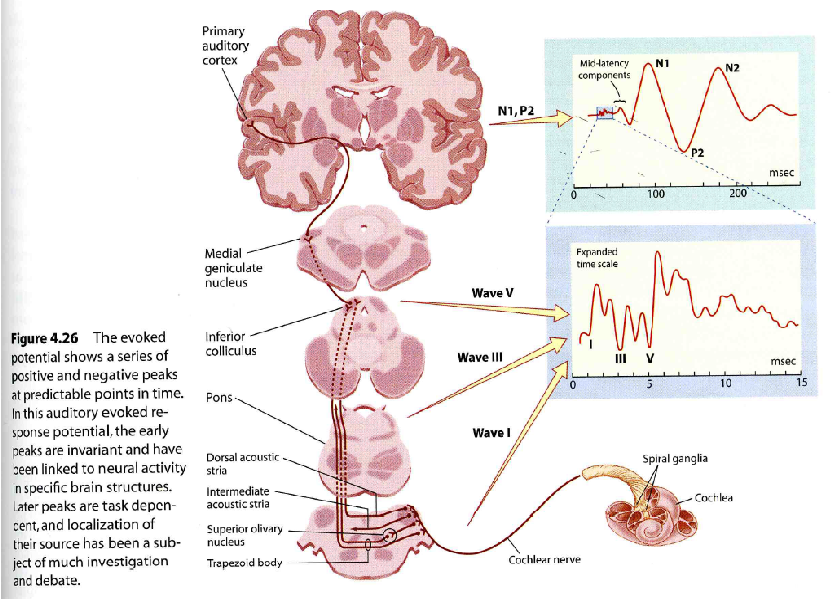 Primary
auditory
cortex
N1, P2
Mid-latency
components
N1
N2
P2
msec
0
100
200
Medial
geniculate
nucleus
Wave V
Expanded
time scale
I
III
V
msec
0
5
10
15
Inferior
colliculus
Wave III
Pons
Wave I
Dorsal acoustic
stria
Intermediate
acoustic stria
Superior olivary
nucleus
Trapezoid body
Spiral ganglia
Cochlea
Cochlear nerve
Figure 4.26 The evoked
potential shows a series of
positive and negative peaks
at predictable points in time.
In this auditory evoked re-
sponse potential, the early
peaks are invariant and have
been linked to neural activity
in specific brain structures.
Later peaks are task depen-
dent, and localization of
their source has been a sub-
ject of much investigation
and debate.